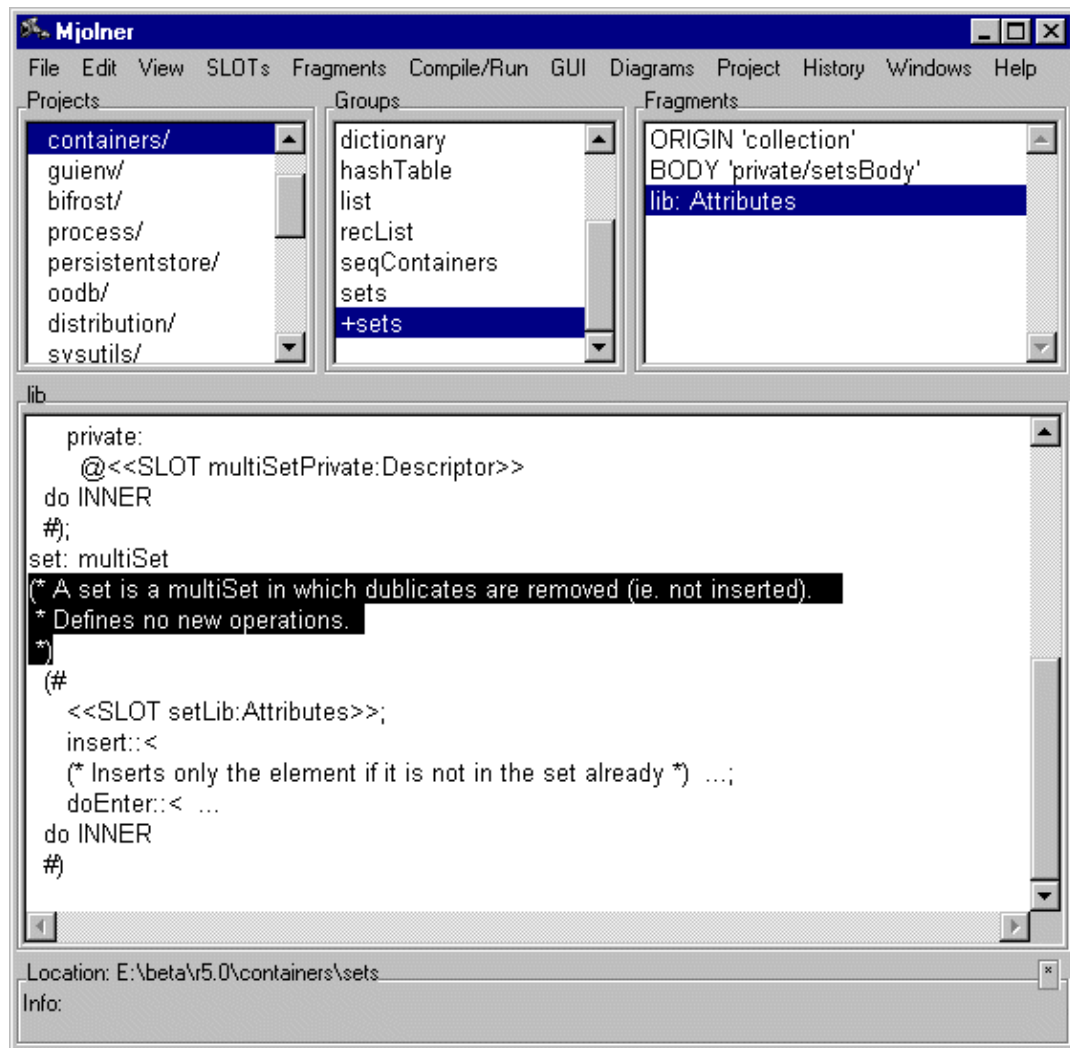 Mjolner
File Edit View SLOTs Fragments Compile/Run GUI Diagrams Project History Windows Help
Projects
containers/
guienv/
bifrost/
process/
persistentstore/
oodb/
distribution/
sysutils/
Groups
dictionary
hashTable
list
recList
seqContainers
sets
+sets
Fragments
ORIGIN 'collection'
BODY 'private/setsBody'
lib: Attributes
lib
private:
@<<SLOT multiSetPrivate:Descriptor>>
do INNER
#);
set: multiSet
(* A set is a multiSet in which dublicates are removed (ie. not inserted).
* Defines no new operations.
*)
(#
<<SLOT setLib:Attributes>>;
insert::<
(* Inserts only the element if it is not in the set already *) ...;
doEnter::< ...
do INNER
#)
Location: E:\beta\r5.0\containers\sets
Info: